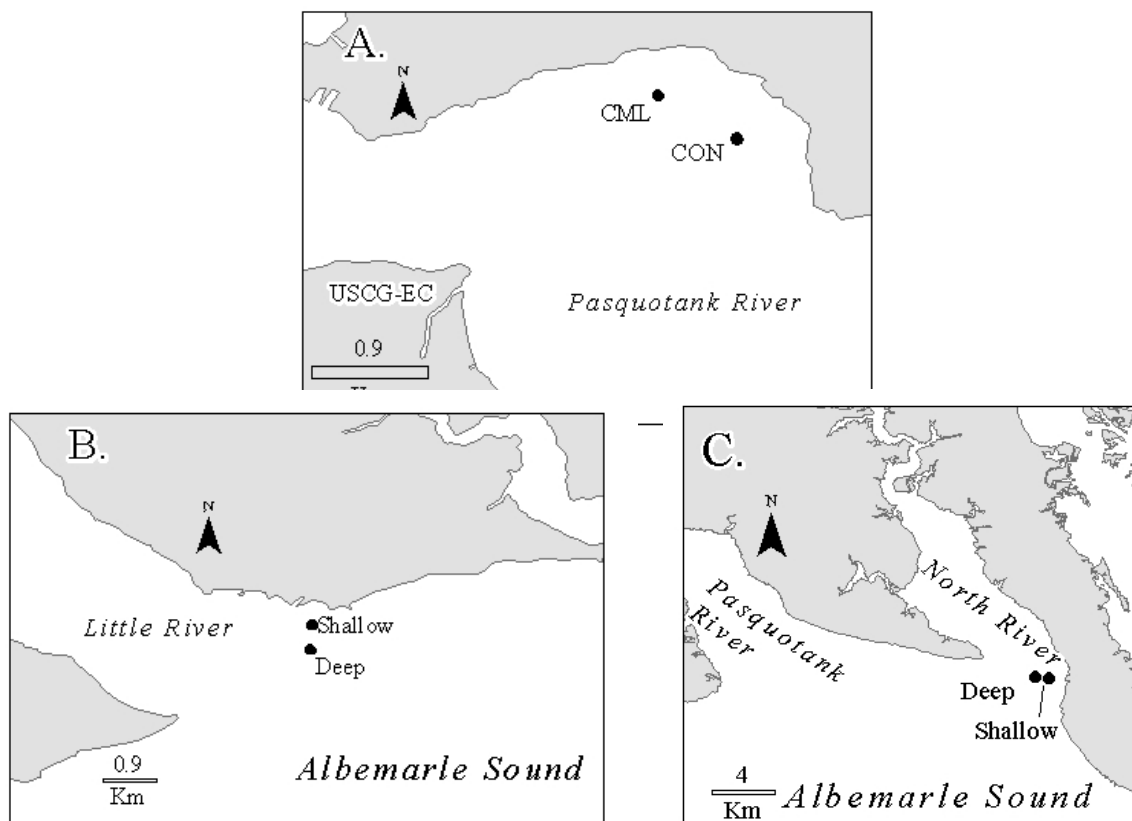 A.
N
CML
CON
USCG-EC
Pasquotank River
0.9
B.
N
Little River
Shallow
Deep
0.9
Km
Albemarle Sound
C.
N
North River
Pasquotank
River
Deep
Shallow
4
Km
Albemarle Sound